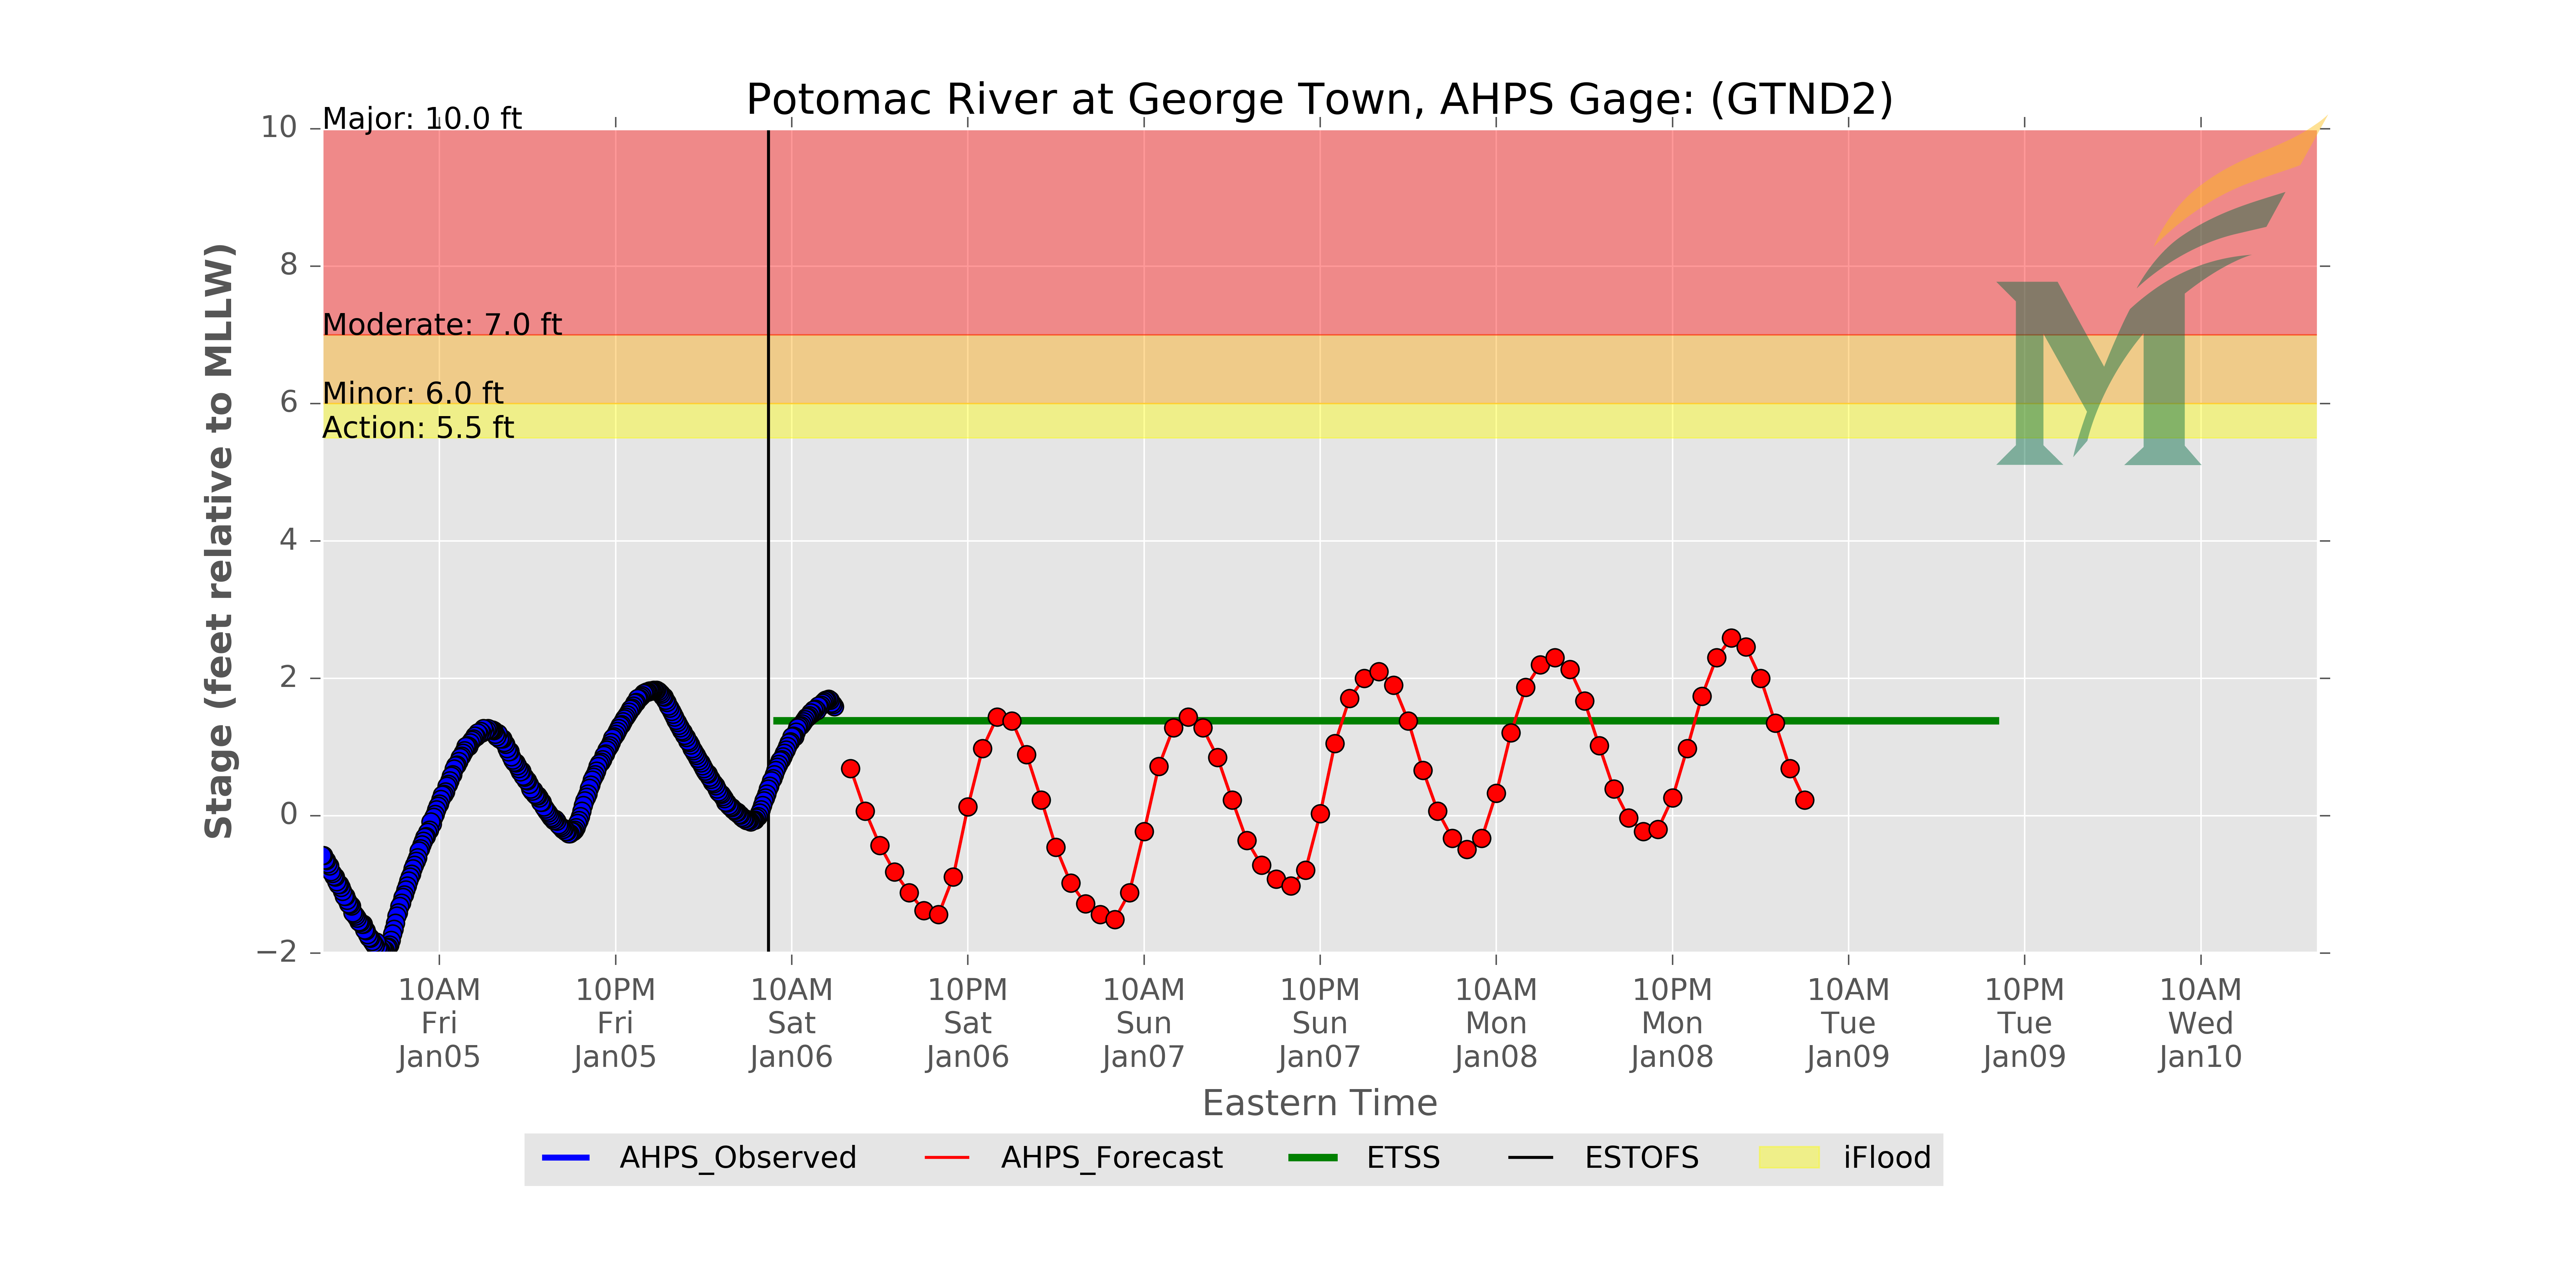 Potomac River at George Town, AHPS Gage: (GTND2)
Major: 10.0 ft
Moderate: 7.0 ft
Minor: 6.0 ft
Action: 5.5 ft
Stage (feet relative to MLLW)
10
8
6
4
2
0
−2
10AM 10PM 10AM 10PM 10AM 10PM 10AM 10PM 10AM 10PM 10AM
Fri Fri Sat Sat Sun Sun Mon Mon Tue Tue Wed
Jan05 Jan05 Jan06 Jan06 Jan07 Jan07 Jan08 Jan08 Jan09 Jan09 Jan10
Eastern Time
AHPS_Observed AHPS_Forecast ETSS ESTOFS iFlood
M